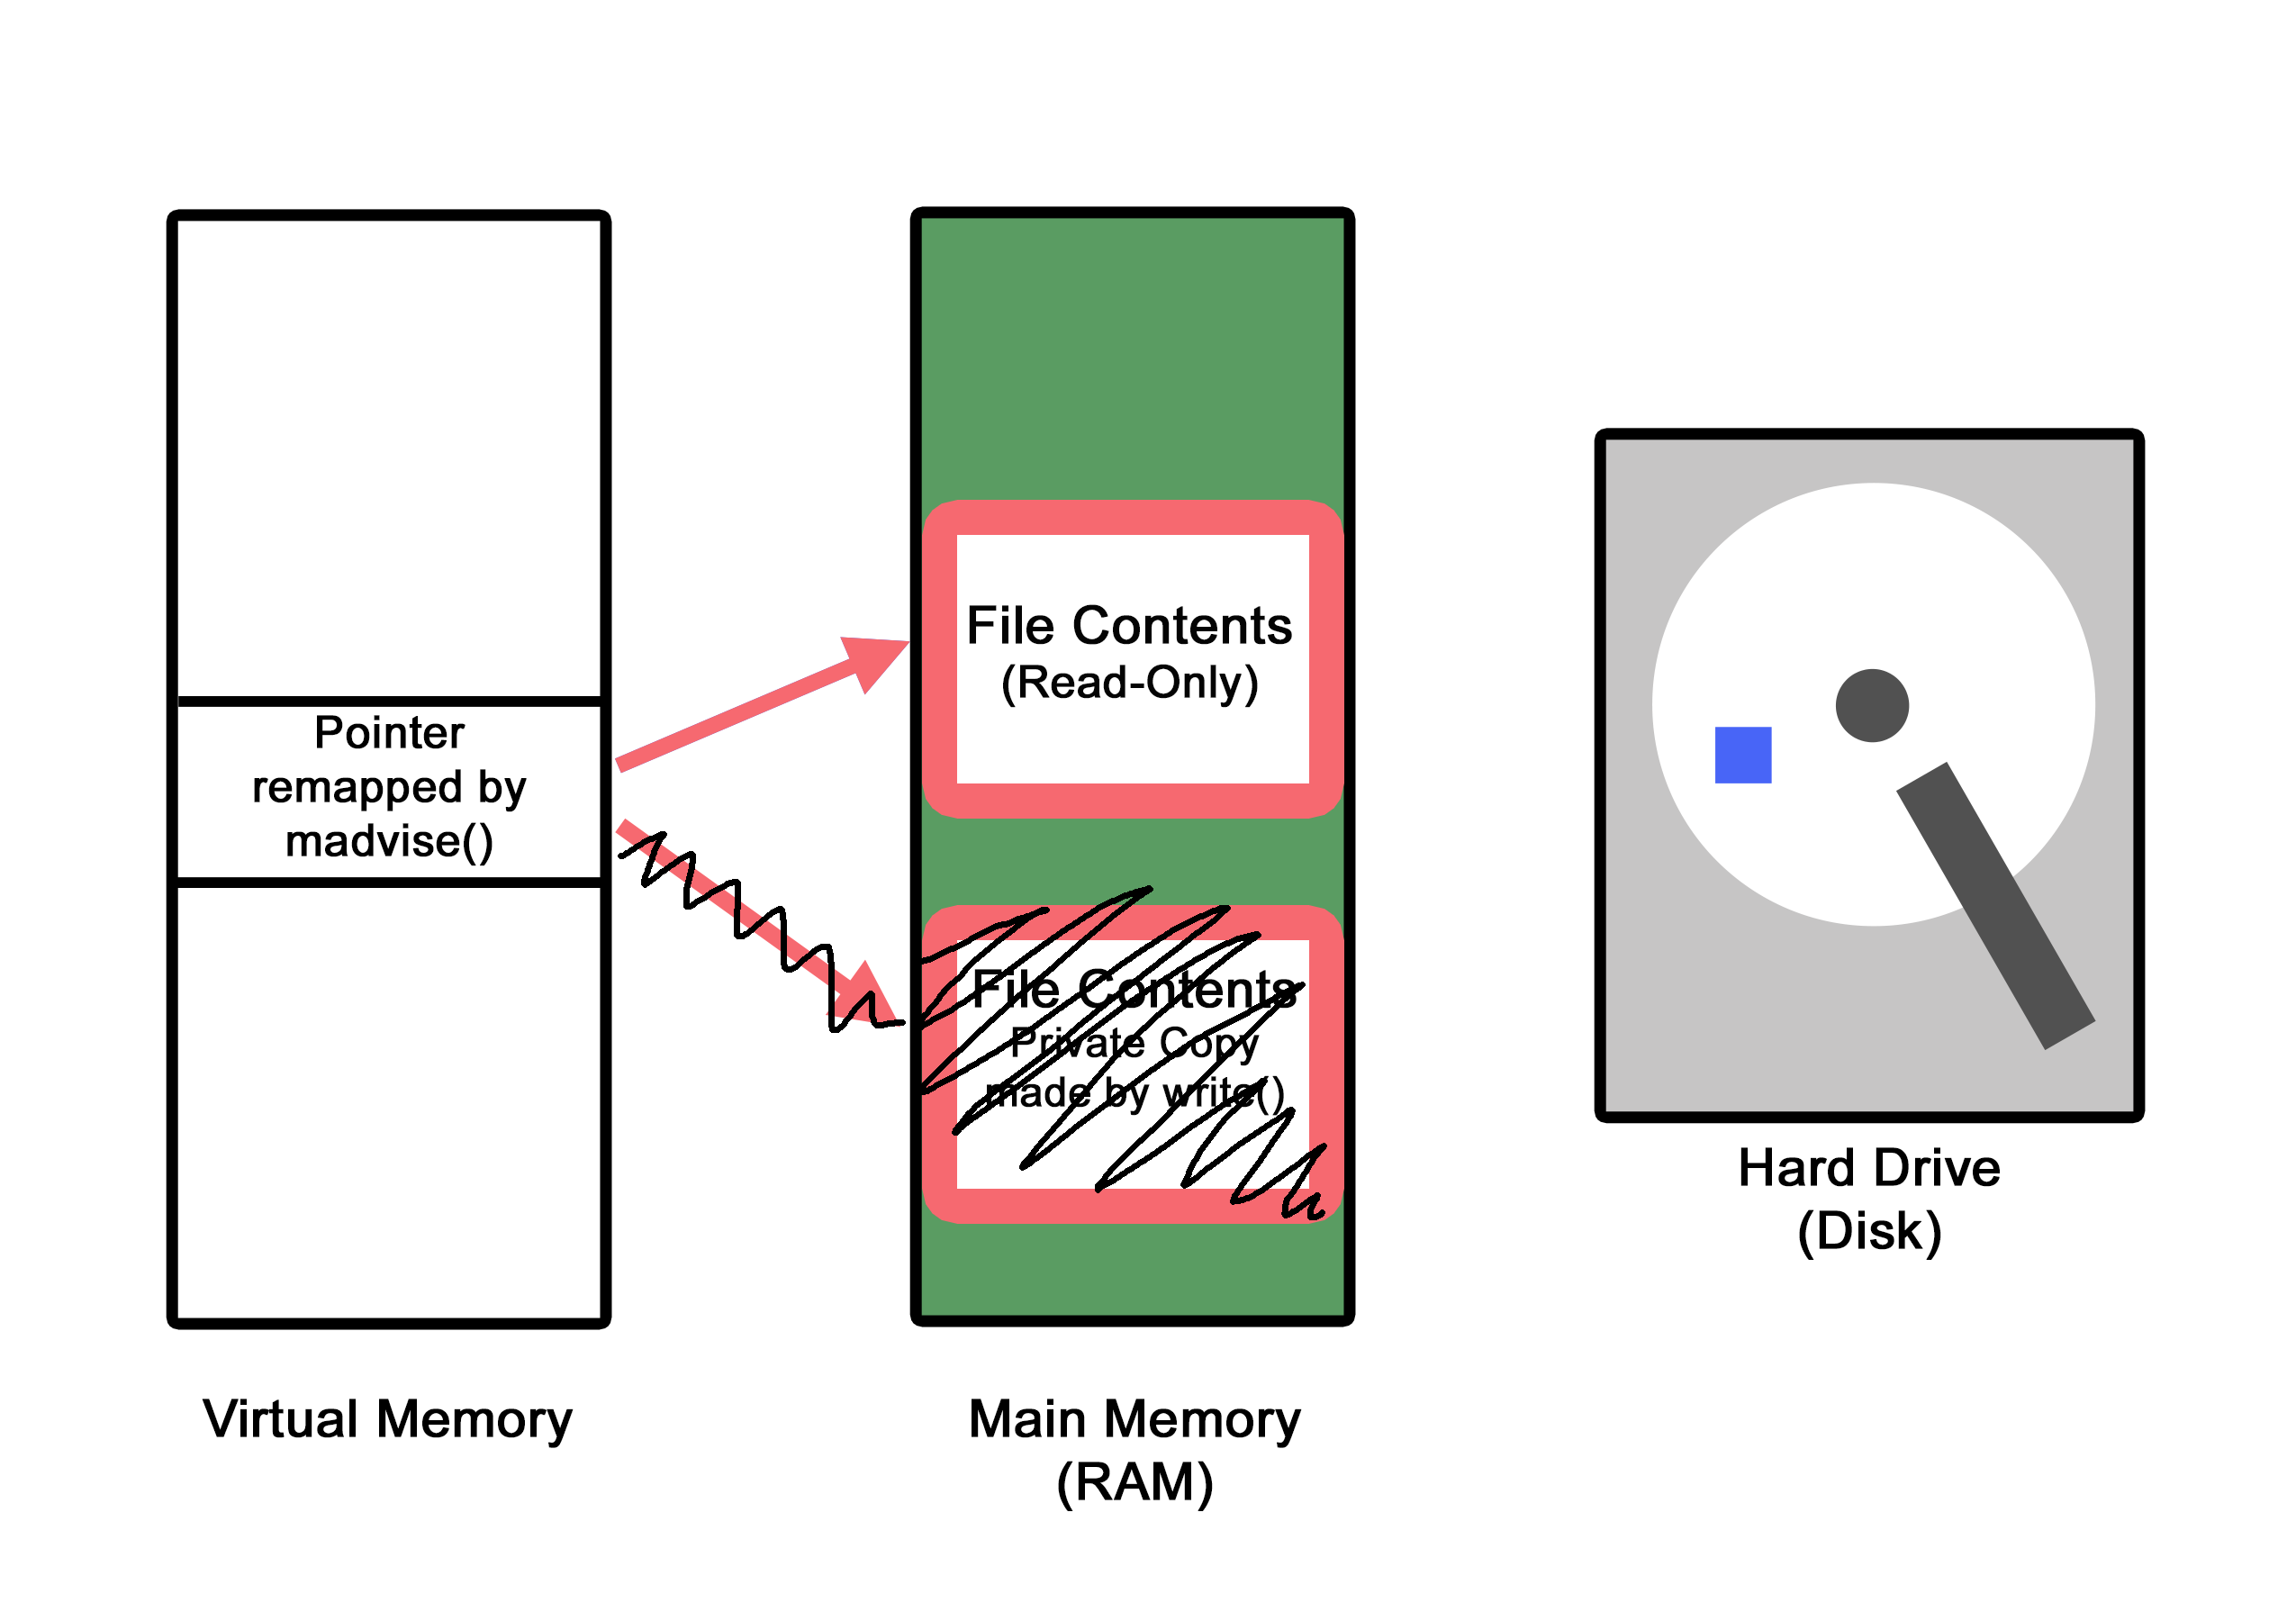 Pointer
remapped by
madvise()
File Contents
(Read-Only)
File Contents
Private Copy
made by write()
Hard Drive
(Disk)
Virtual Memory
Main Memory
(RAM)